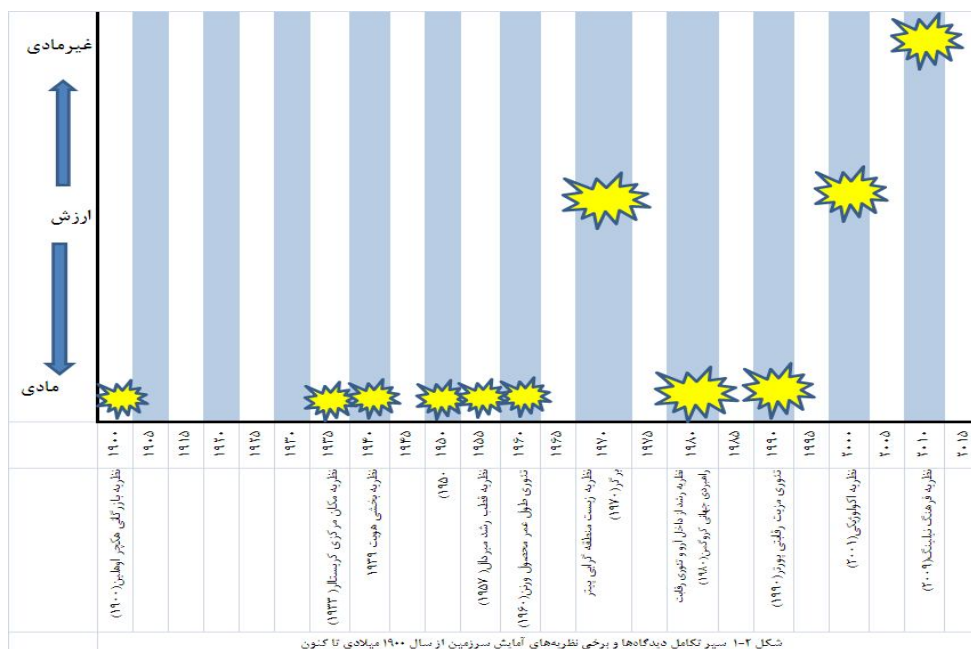 غیرمادی
ارزش
مادی
۱۹۰۰
۱۹۰۵
۱۹۱۵
۱۹۲۰
۱۹۲۵
۱۹۳۰
۱۹۳۵
۱۹۴۰
۱۹۴۵
۱۹۵۰
۱۹۵۵
۱۹۶۰
۱۹۶۵
۱۹۷۰
۱۹۷۵
۱۹۸۰
۱۹۸۵
۱۹۹۰
۱۹۹۵
۲۰۰۰
۲۰۰۵
۲۰۱۰
۲۰۱۵
نظریه بازرگانی هکچر اوهلین(۱۹۰۰)
نظریه مکان مرکزی کریستالر( ۱۹۳۳)
نظریه بخشی هویت ۱۹۳۹
۱۹۵۰)
نظریه قطب رشد میردال( ۱۹۵۷)
تئوری طول عمر محصول ورنن(۱۹۶۰)
نظریه زیست منطقه گرایی پیتر
برگر(۱۹۷۰)
نظریه رشد از داخل ارو و تئوری رقابت
راهبردی جهانی کروگمن(۱۹۸۰)
تئوری مزیت رقابتی پورتر(۱۹۹۰)
نظریه اکولوژیکی(۲۰۰۱)
نظریه فرهنگ نیلینگ(۲۰۰۹)
شکل ۲-۱ سیر تکامل دیدگاه‌ها و برخی نظریه‌های آمایش سرزمین از سال ۱۹۰۰ میلادی تا کنون